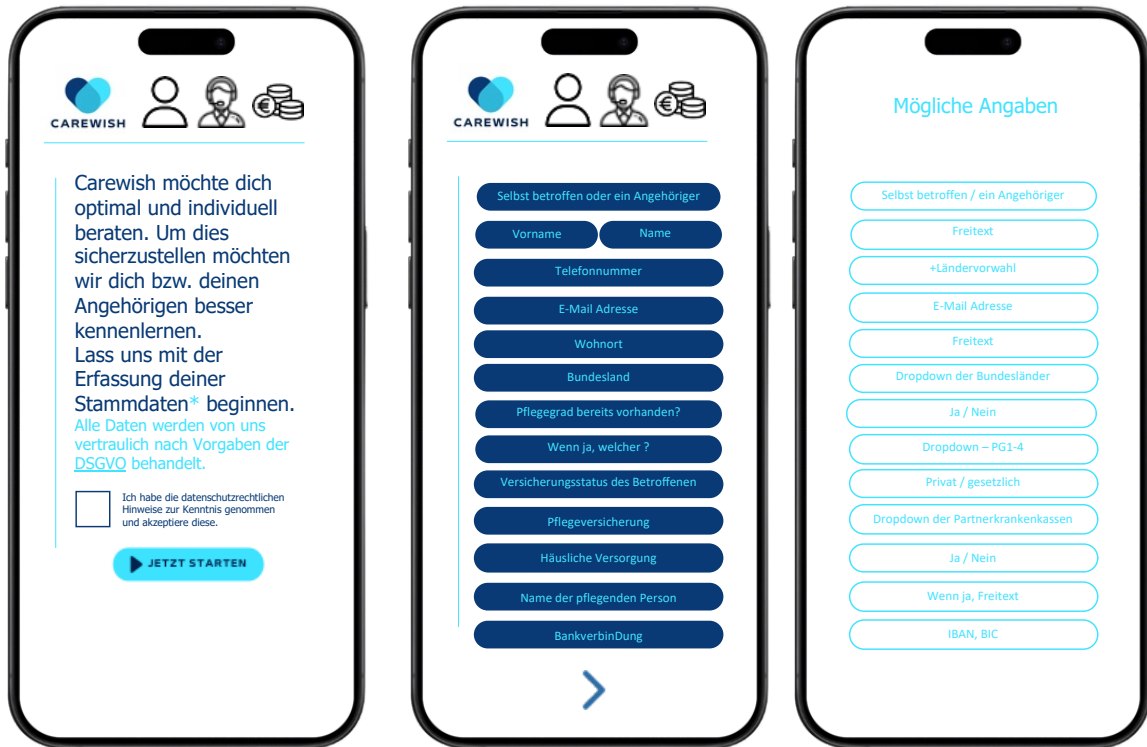 CAREWISH
Carewish möchte dich
optimal und individuell
beraten. Um dies
sicherzustellen möchten
wir dich bzw. deinen
Angehörigen besser
kennenlernen.
Lass uns mit der
Erfassung deiner
Stammdaten* beginnen.
Alle Daten werden von uns
vertraulich nach Vorgaben der
DSGVO behandelt.
Ich habe die datenschutzrechtlichen
Hinweise zur Kenntnis genommen
und akzeptiere diese.
JETZT STARTEN
CAREWISH
Selbst betroffen oder ein Angehöriger
Vorname Name
Telefonnummer
E-Mail Adresse
Wohnort
Bundesland
Pflegegrad bereits vorhanden?
Wenn ja, welcher ?
Versicherungsstatus des Betroffenen
Pflegeversicherung
Häusliche Versorgung
Name der pflegenden Person
BankverbinDung
Mögliche Angaben
Selbst betroffen / ein Angehöriger
Freitext
+Ländervorwahl
E-Mail Adresse
Freitext
Dropdown der Bundesländer
Ja / Nein
Dropdown – PG1-4
Privat / gesetzlich
Dropdown der Partnerkrankenkassen
Ja / Nein
Wenn ja, Freitext
IBAN, BIC